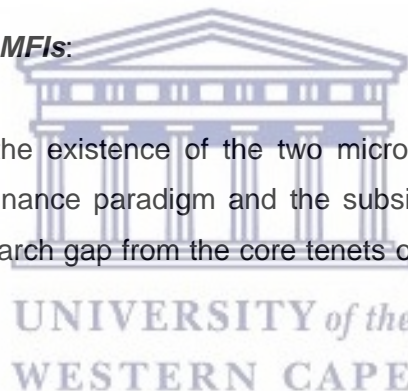 MFIs:
he existence of the two micro
nance paradigm and the subsi
arch gap from the core tenets o
UNIVERSITY of the
WESTERN CAPE